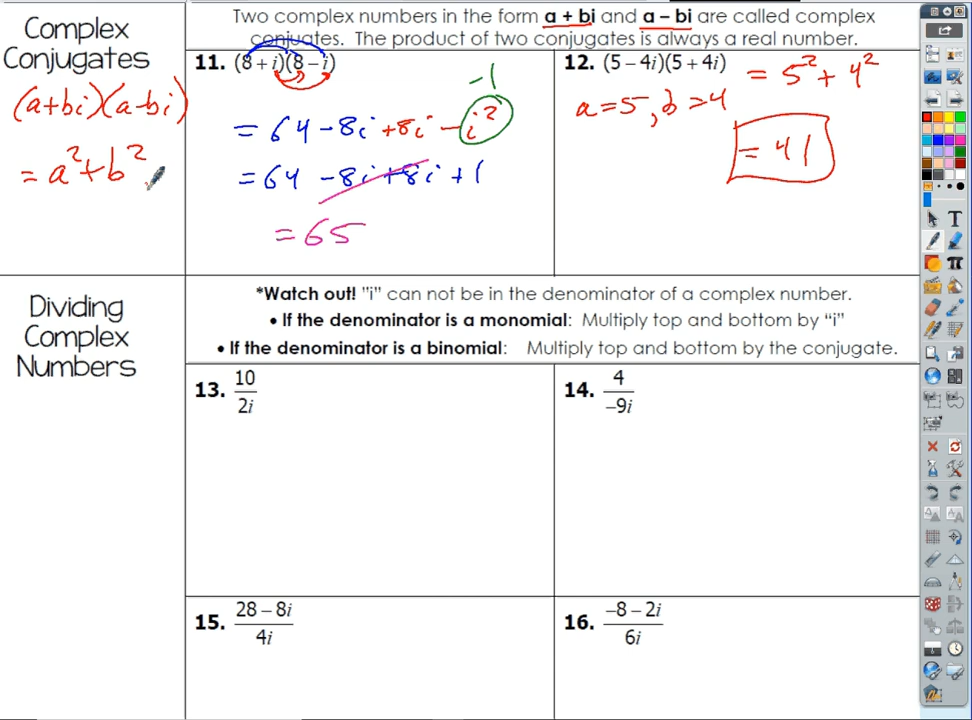 Complex
Conjugates
(a+bi)(a-bi)
= a²+b²
Two complex numbers in the form a + bi and a – bi are called complex
conjuates. The product of two conjugates is always a real number.
11. (8 + i)(8 – i)
-1
= 64 -8i +8i - i²
= 64 -8i +8i +1
= 65
12. (5 – 4i)(5 + 4i) = 5² + 4²
a=5, b=4
= 41
Dividing
Complex
Numbers
*Watch out! "i" can not be in the denominator of a complex number.
• If the denominator is a monomial: Multiply top and bottom by "i"
• If the denominator is a binomial: Multiply top and bottom by the conjugate.
13. 10
2i
14. 4
–9i
15. 28 – 8i
4i
16. –8 – 2i
6i
T
π